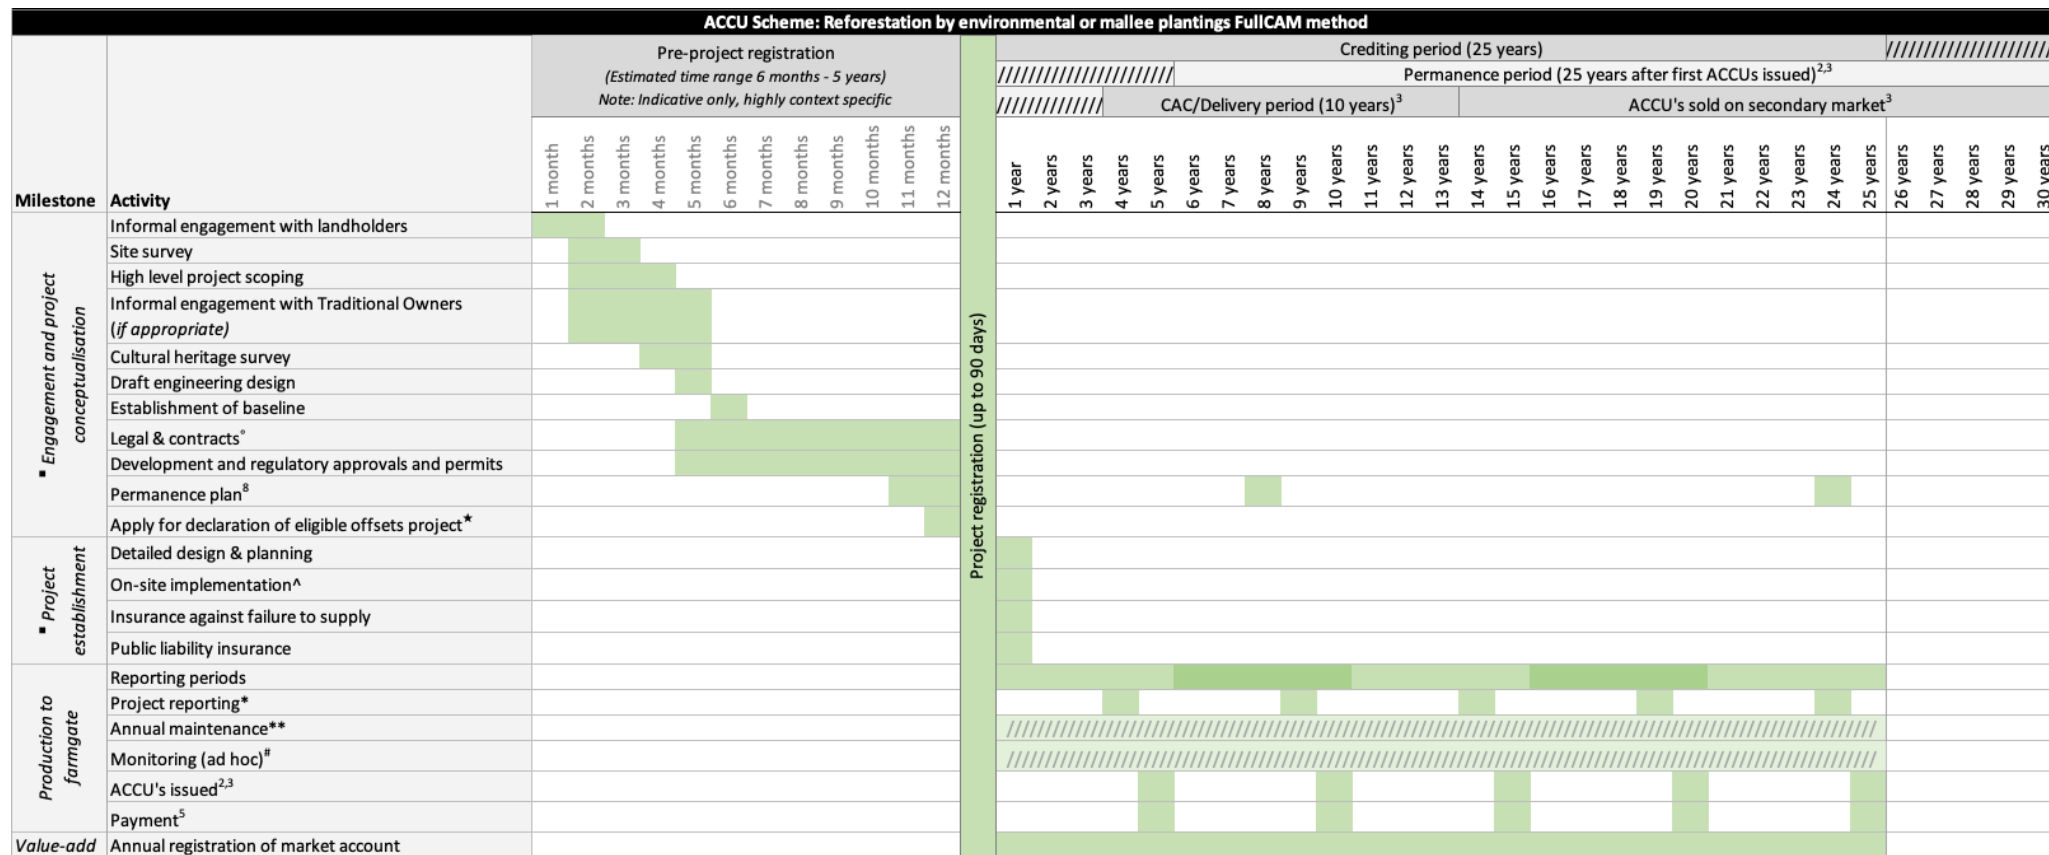 ACCU Scheme: Reforestation by environmental or mallee plantings FullCAM method
Pre-project registration
(Estimated time range 6 months - 5 years)
Note: Indicative only, highly context specific
Crediting period (25 years)
Permanence period (25 years after first ACCUs issued)2,3
CAC/Delivery period (10 years)3
ACCU's sold on secondary market3
Milestone
Activity
1 month
2 months
3 months
4 months
5 months
6 months
7 months
8 months
9 months
10 months
11 months
12 months
Project registration (up to 90 days)
1 year
2 years
3 years
4 years
5 years
6 years
7 years
8 years
9 years
10 years
11 years
12 years
13 years
14 years
15 years
16 years
17 years
18 years
19 years
20 years
21 years
22 years
23 years
24 years
25 years
26 years
27 years
28 years
29 years
30 years
▪ Engagement and project
conceptualisation
Informal engagement with landholders
Site survey
High level project scoping
Informal engagement with Traditional Owners
(if appropriate)
Cultural heritage survey
Draft engineering design
Establishment of baseline
Legal & contracts°
Development and regulatory approvals and permits
Permanence plan8
Apply for declaration of eligible offsets project★
▪ Project
establishment
Detailed design & planning
On-site implementation^
Insurance against failure to supply
Public liability insurance
Production to
farmgate
Reporting periods
Project reporting*
Annual maintenance**
Monitoring (ad hoc)#
ACCU's issued2,3
Payment5
Value-add
Annual registration of market account